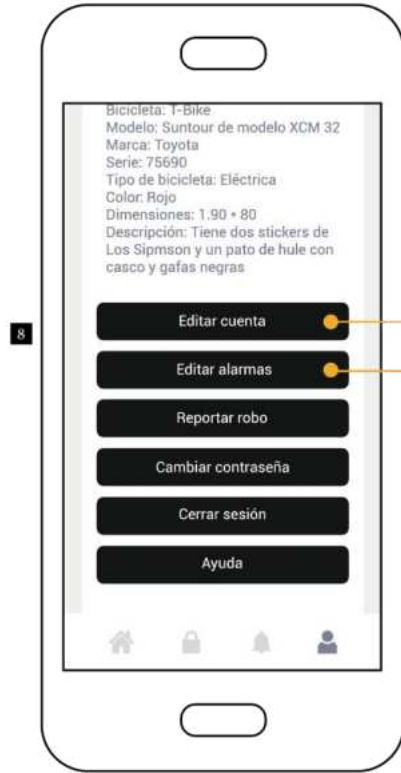 Bicicleta: T-Bike
Modelo: Suntour de modelo XCM 32
Marca: Toyota
Serie: 75690
Tipo de bicicleta: Eléctrica
Color: Rojo
Dimensiones: 1.90 * 80
Descripción: Tiene dos stickers de
Los Sipmson y un pato de hule con
casco y gafas negras
8
Editar cuenta
Editar alarmas
Reportar robo
Cambiar contraseña
Cerrar sesión
Ayuda